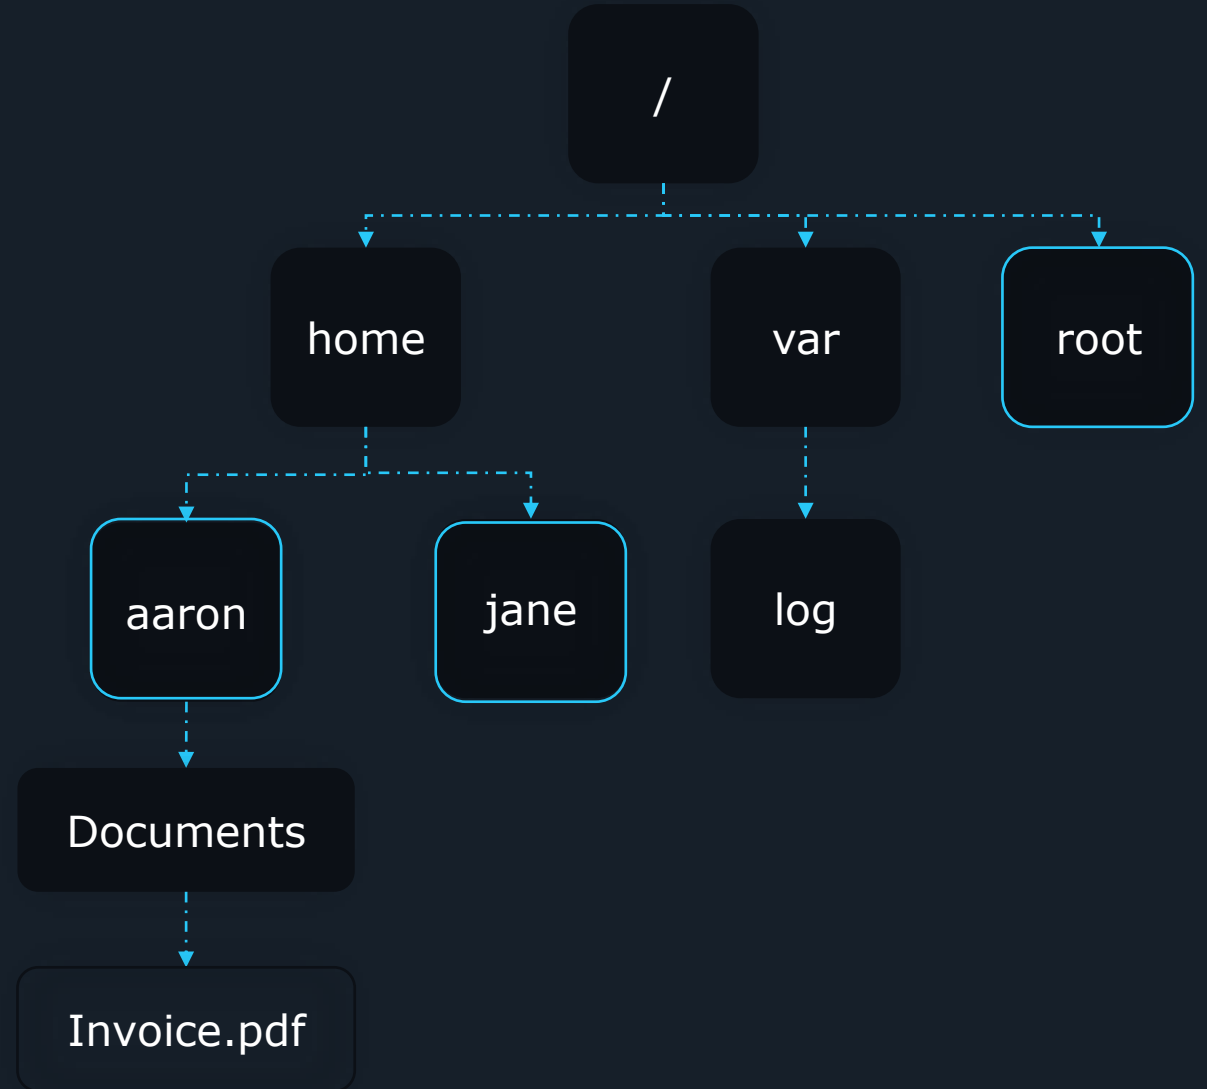 /
home
var
root
aaron
jane
log
Documents
Invoice.pdf